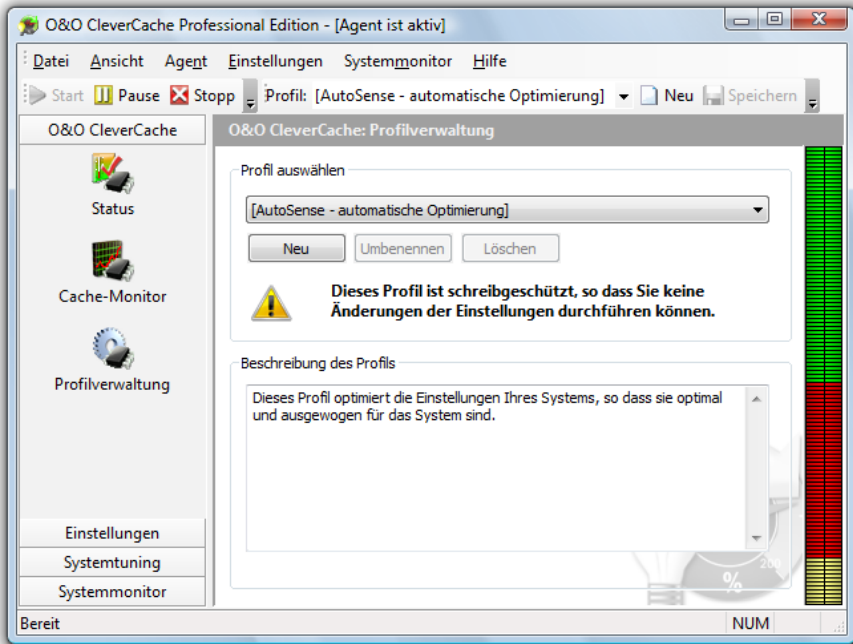 O&O CleverCache Professional Edition - [Agent ist aktiv]
Datei Ansicht Agent Einstellungen Systemmonitor Hilfe
Start Pause Stopp Profil: [AutoSense - automatische Optimierung] Neu Speichern
O&O CleverCache
Status
Cache-Monitor
Profilverwaltung
Einstellungen
Systemtuning
Systemmonitor
O&O CleverCache: Profilverwaltung
Profil auswählen
[AutoSense - automatische Optimierung]
Neu Umbenennen Löschen
Dieses Profil ist schreibgeschützt, so dass Sie keine
Änderungen der Einstellungen durchführen können.
Beschreibung des Profils
Dieses Profil optimiert die Einstellungen Ihres Systems, so dass sie optimal
und ausgewogen für das System sind.
200
%
Bereit NUM